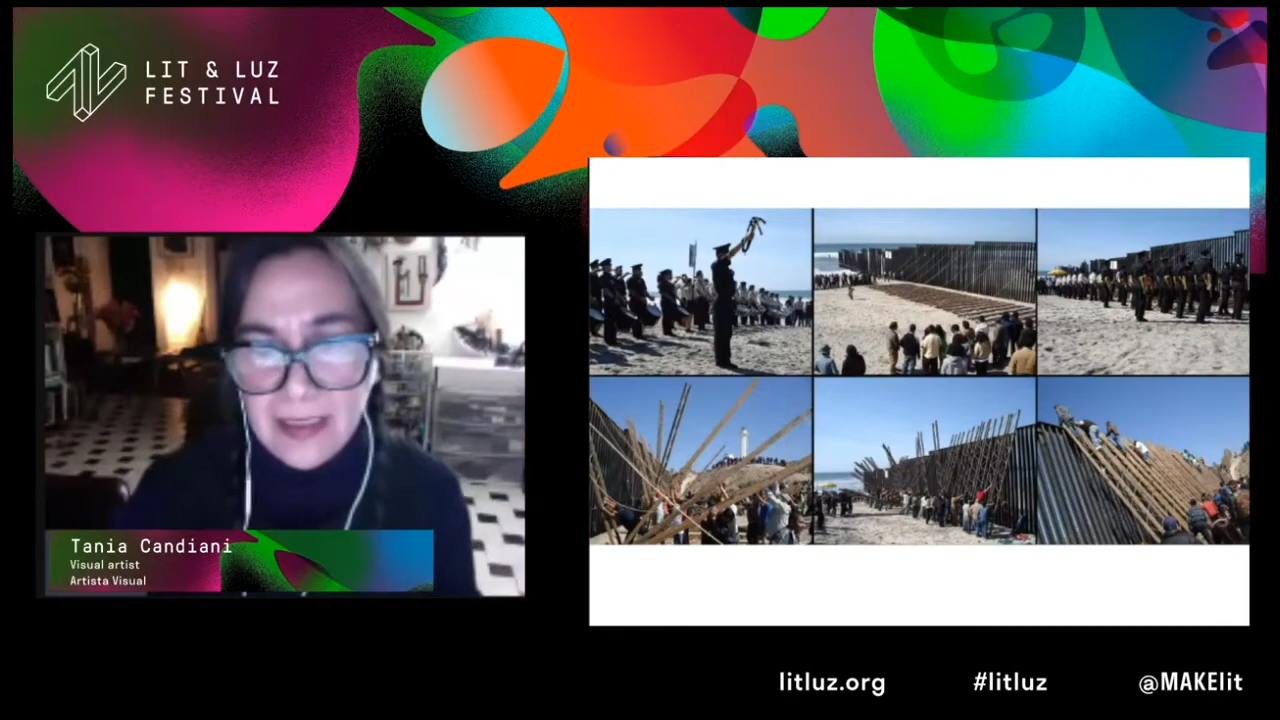 LIT & LUZ
FESTIVAL
Tania Candiani
Visual artist
Artista Visual
litluz.org
#litluz
@MAKElit